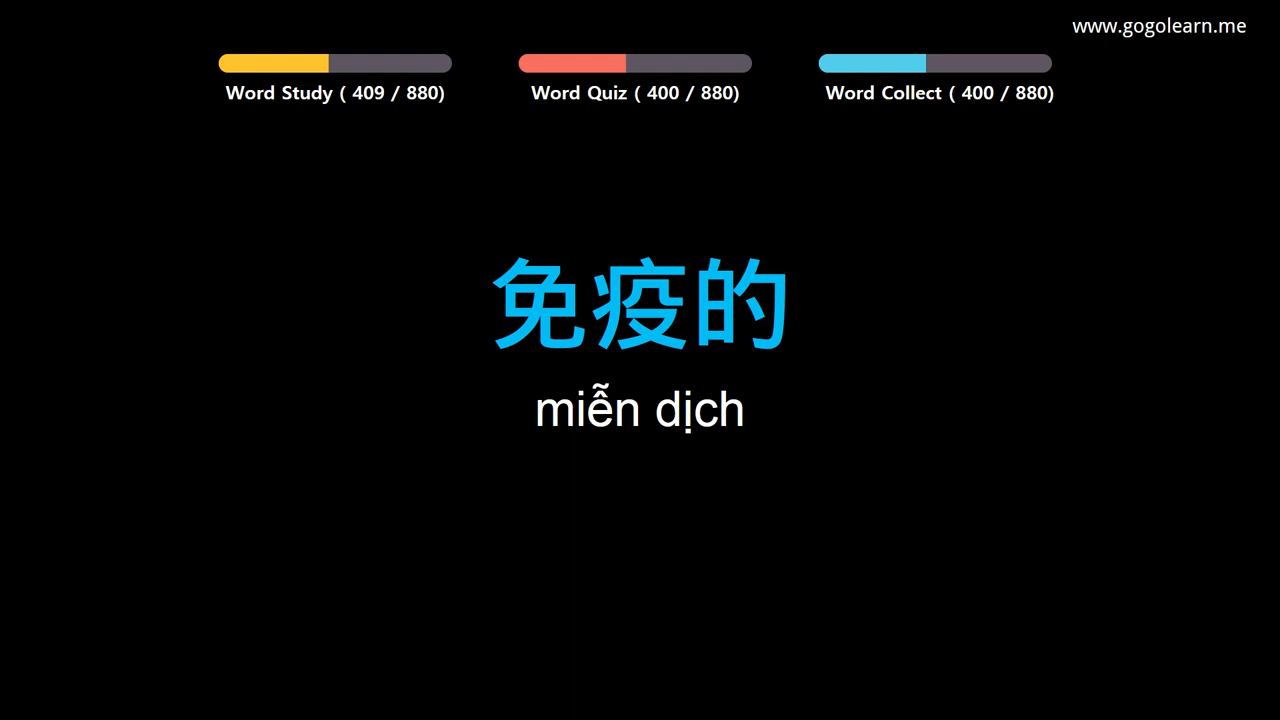 www.gogolearn.me
Word Study ( 409 / 880)
Word Quiz ( 400 / 880)
Word Collect ( 400 / 880)
免疫的
miễn dịch